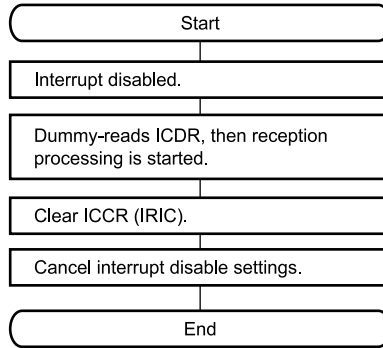 Start
Interrupt disabled.
Dummy-reads ICDR, then reception
processing is started.
Clear ICCR (IRIC).
Cancel interrupt disable settings.
End